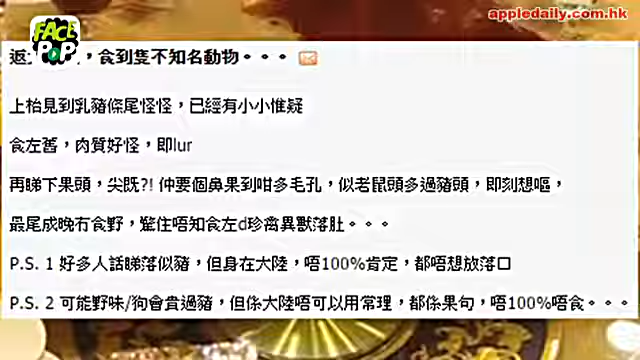 FACE POP
appledaily.com.hk
，食到隻不知名動物。。。
上枱見到乳豬條尾怪怪，已經有小小惟疑
食左舊，肉質好怪，即lur
再睇下果頭，尖既?! 仲要個鼻果到咁多毛孔，似老鼠頭多過豬頭，即刻想嘔，
最尾成晚冇食野，驚住唔知食左d珍禽異獸落肚。。。
P.S. 1 好多人話睇落似豬，但身在大陸，唔100%肯定，都唔想放落口
P.S. 2 可能野味/狗會貴過豬，但係大陸唔可以用常理，都係果句，唔100%唔食。。。